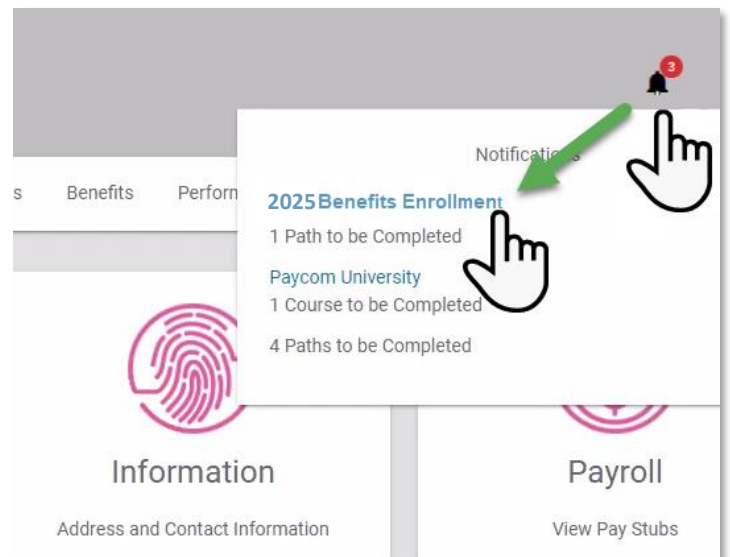 3
Notifications
s Benefits Perform
2025 Benefits Enrollment
1 Path to be Completed
Paycom University
1 Course to be Completed
4 Paths to be Completed
Information
Payroll
Address and Contact Information
View Pay Stubs